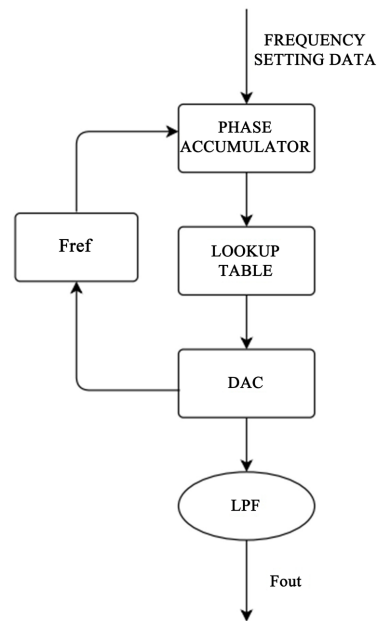 FREQUENCY
SETTING DATA
PHASE
ACCUMULATOR
Fref
LOOKUP
TABLE
DAC
LPF
Fout